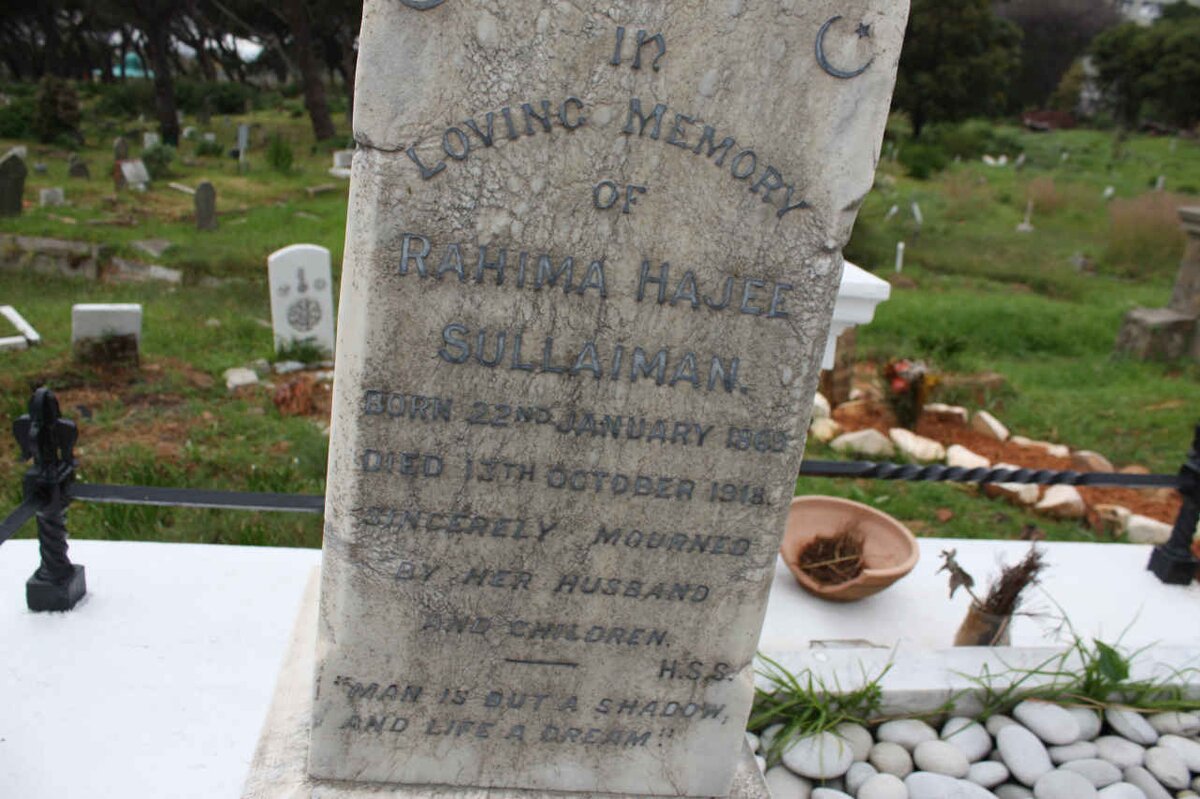 In
Loving Memory
OF
RAHIMA HAJEE
SULLAIMAN.
BORN 22ND JANUARY
DIED 13TH OCTOBER 1918.
SINCERELY MOURNED
BY HER HUSBAND
AND CHILDREN.
H.S.S.
"MAN IS BUT A SHADOW,
AND LIFE A DREAM"